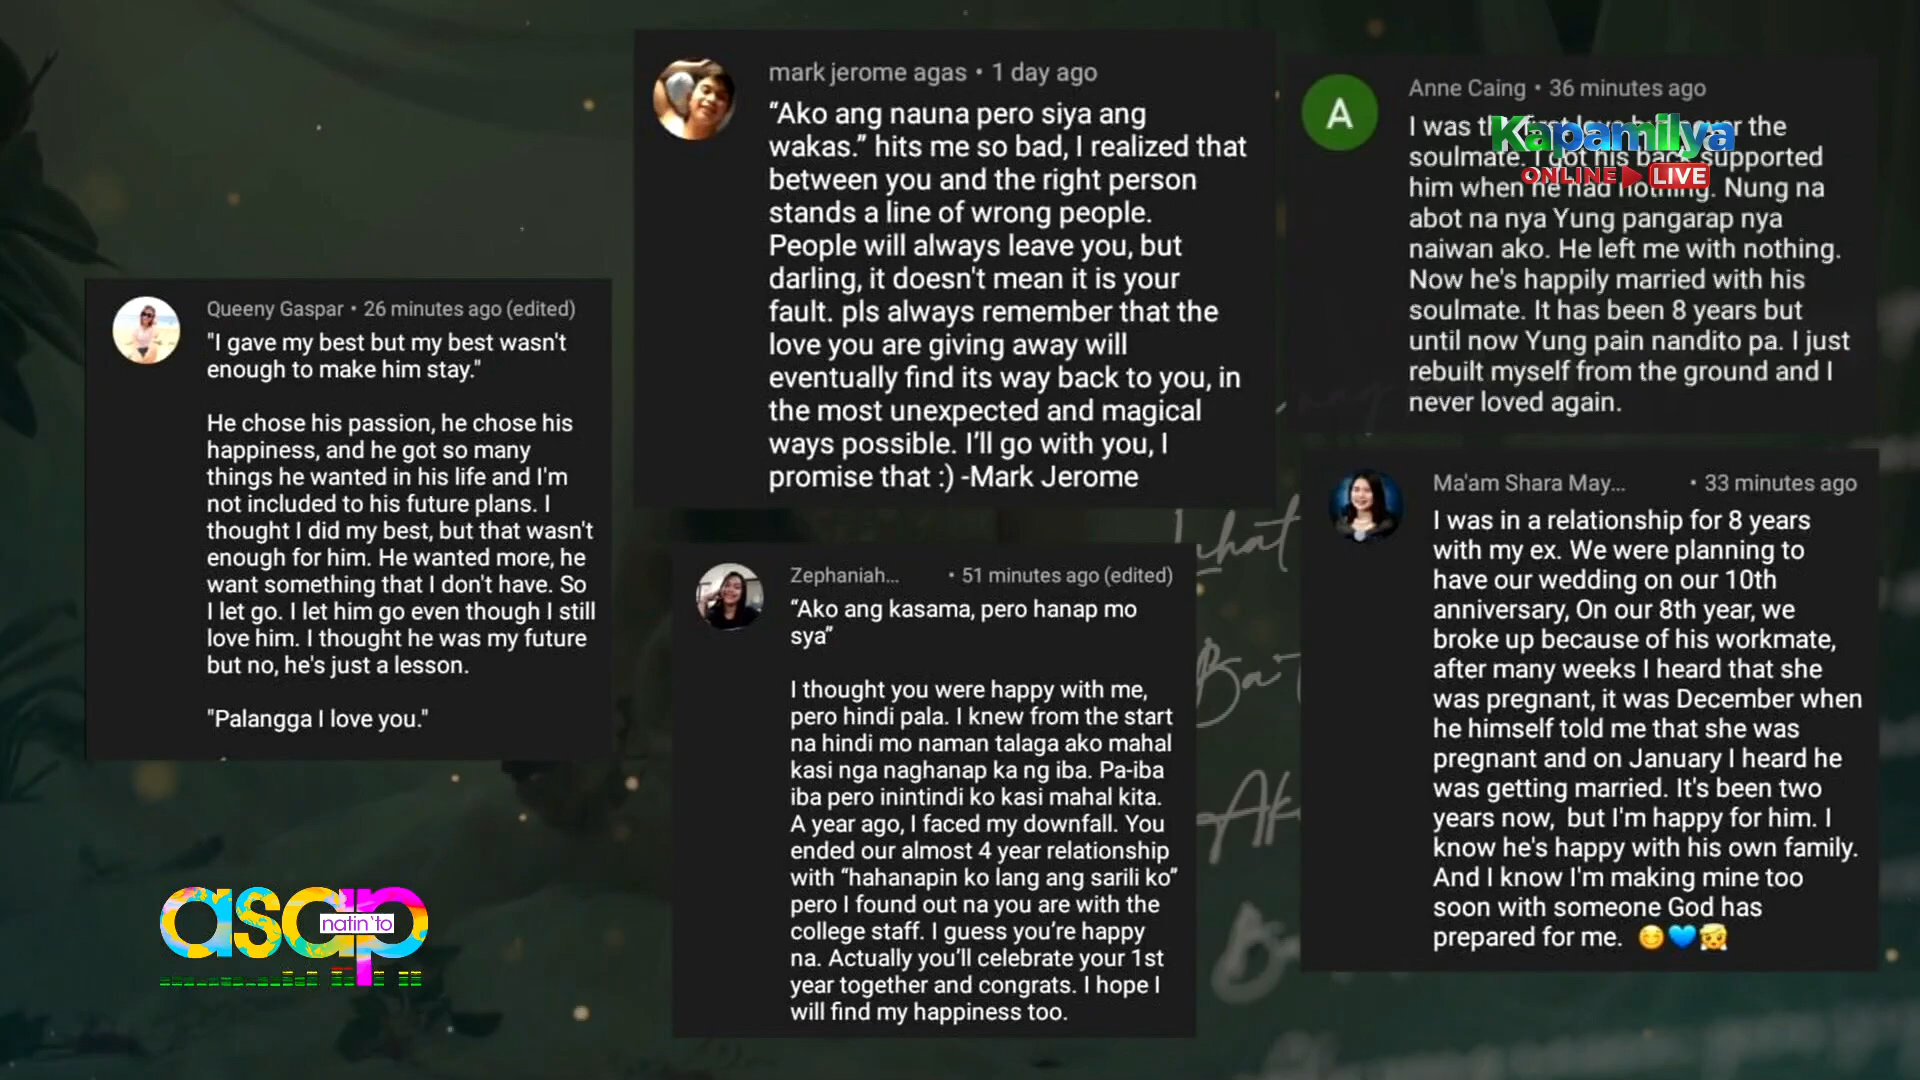 Queeny Gaspar • 26 minutes ago (edited)
"I gave my best but my best wasn't
enough to make him stay."
He chose his passion, he chose his
happiness, and he got so many
things he wanted in his life and I'm
not included to his future plans. I
thought I did my best, but that wasn't
enough for him. He wanted more, he
want something that I don't have. So
I let go. I let him go even though I still
love him. I thought he was my future
but no, he's just a lesson.
"Palangga I love you."
mark jerome agas • 1 day ago
“Ako ang nauna pero siya ang
wakas.” hits me so bad, I realized that
between you and the right person
stands a line of wrong people.
People will always leave you, but
darling, it doesn't mean it is your
fault. pls always remember that the
love you are giving away will
eventually find its way back to you, in
the most unexpected and magical
ways possible. I’ll go with you, I
promise that :) -Mark Jerome
Zephaniah... • 51 minutes ago (edited)
“Ako ang kasama, pero hanap mo
sya”
I thought you were happy with me,
pero hindi pala. I knew from the start
na hindi mo naman talaga ako mahal
kasi nga naghanap ka ng iba. Pa-iba
iba pero inintindi ko kasi mahal kita.
A year ago, I faced my downfall. You
ended our almost 4 year relationship
with “hahanapin ko lang ang sarili ko”
pero I found out na you are with the
college staff. I guess you’re happy
na. Actually you’ll celebrate your 1st
year together and congrats. I hope I
will find my happiness too.
A
Anne Caing • 36 minutes ago
I was the first love but never the
soulmate. I got his back supported
him when he had nothing. Nung na
abot na nya Yung pangarap nya
naiwan ako. He left me with nothing.
Now he's happily married with his
soulmate. It has been 8 years but
until now Yung pain nandito pa. I just
rebuilt myself from the ground and I
never loved again.
Kapamilya
ONLINE LIVE
Ma'am Shara May... • 33 minutes ago
I was in a relationship for 8 years
with my ex. We were planning to
have our wedding on our 10th
anniversary, On our 8th year, we
broke up because of his workmate,
after many weeks I heard that she
was pregnant, it was December when
he himself told me that she was
pregnant and on January I heard he
was getting married. It's been two
years now, but I'm happy for him. I
know he's happy with his own family.
And I know I'm making mine too
soon with someone God has
prepared for me. 😊💙👼
asap
natin 'to